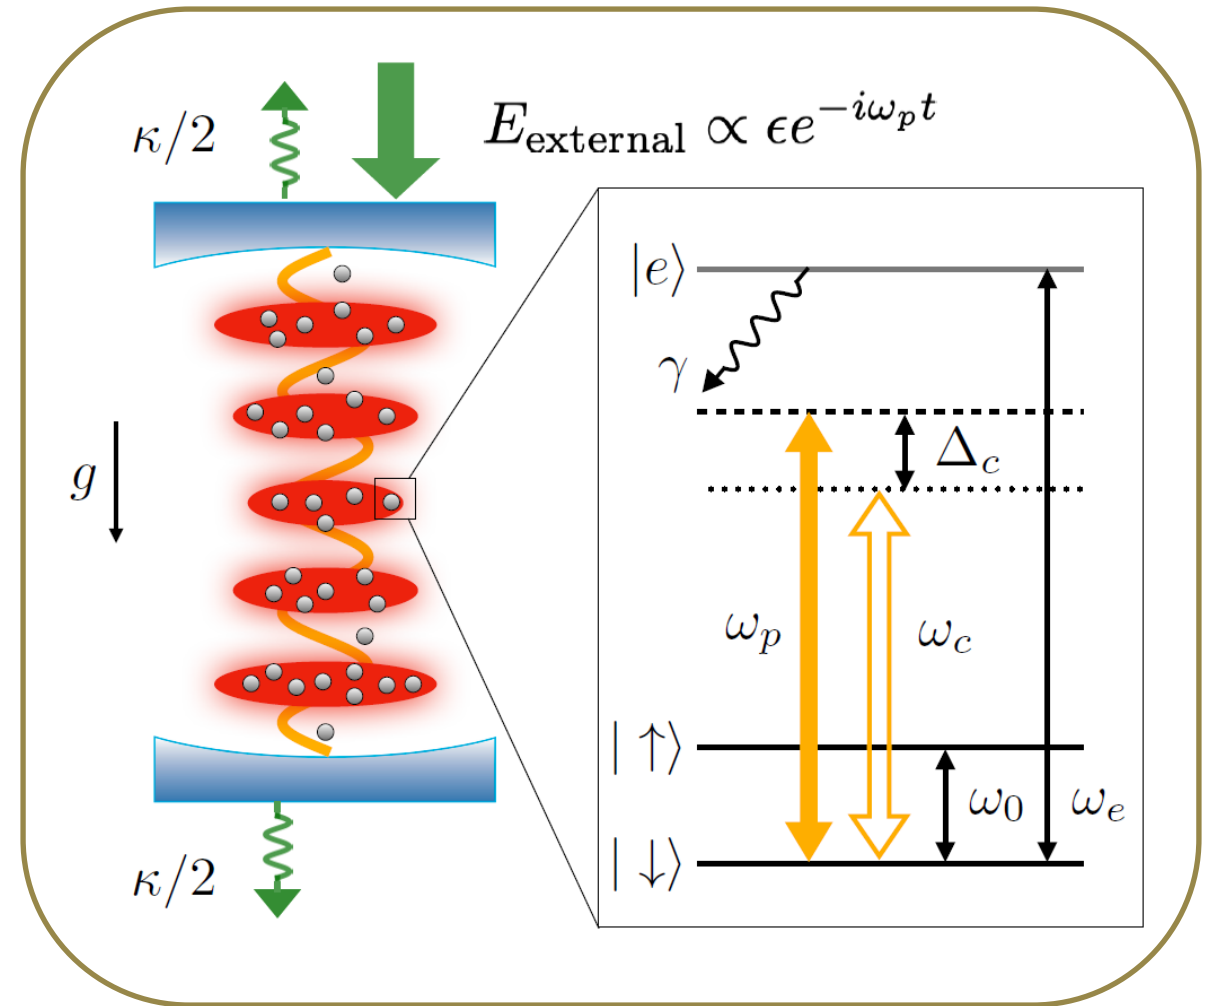 κ/2
E_external ∝ ϵe^{-iω_p t}
|e⟩
γ
Δ_c
g
ω_p
ω_c
|↑⟩
ω_0
ω_e
|↓⟩
κ/2